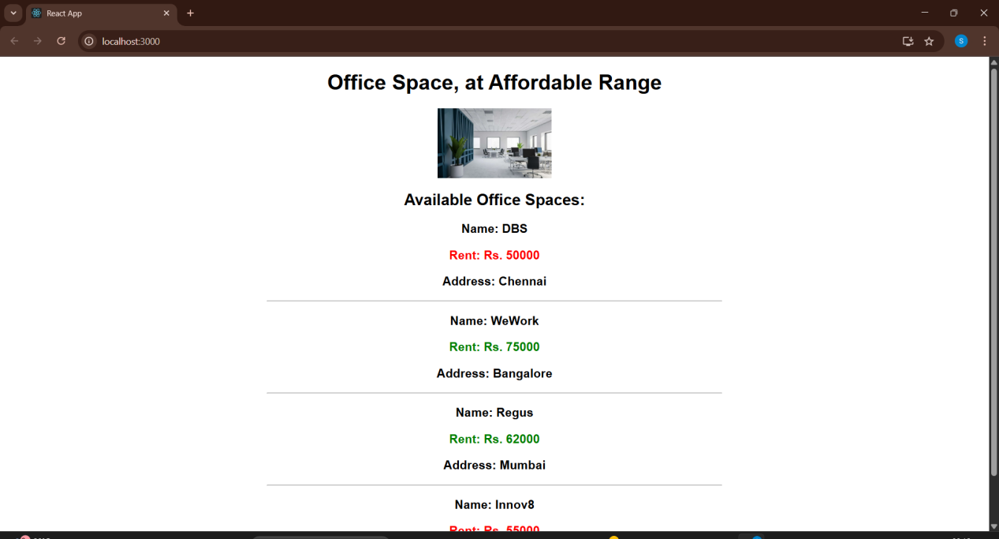 React App
localhost:3000
S
Office Space, at Affordable Range
Available Office Spaces:
Name: DBS
Rent: Rs. 50000
Address: Chennai
Name: WeWork
Rent: Rs. 75000
Address: Bangalore
Name: Regus
Rent: Rs. 62000
Address: Mumbai
Name: Innov8
Rent: Rs. 55000